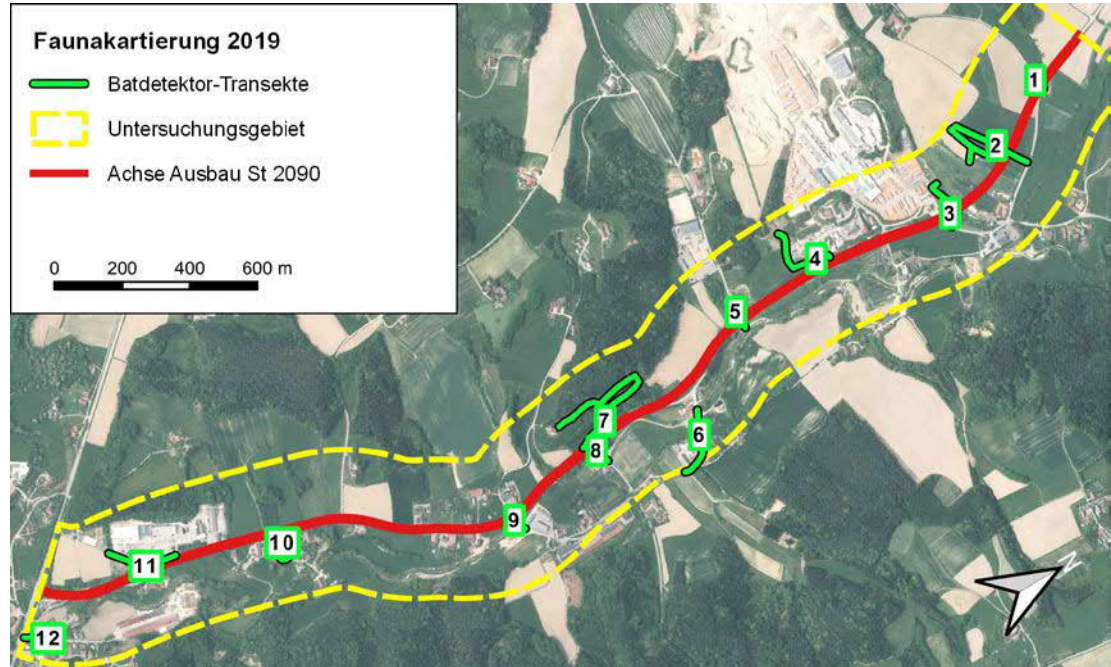 Faunakartierung 2019
Batdetektor-Transekte
Untersuchungsgebiet
Achse Ausbau St 2090
0 200 400 600 m
1
2
3
4
5
6
7
8
9
10
11
12
N